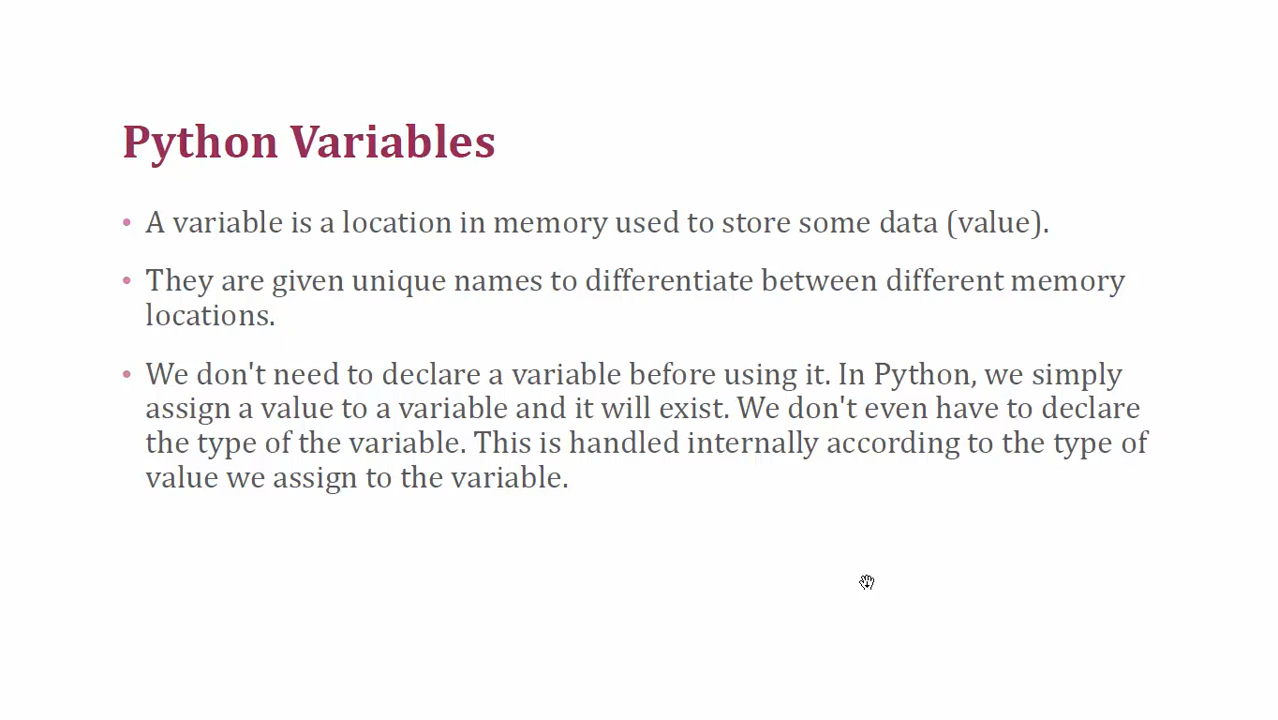 Python Variables
• A variable is a location in memory used to store some data (value).
• They are given unique names to differentiate between different memory
locations.
• We don't need to declare a variable before using it. In Python, we simply
assign a value to a variable and it will exist. We don't even have to declare
the type of the variable. This is handled internally according to the type of
value we assign to the variable.